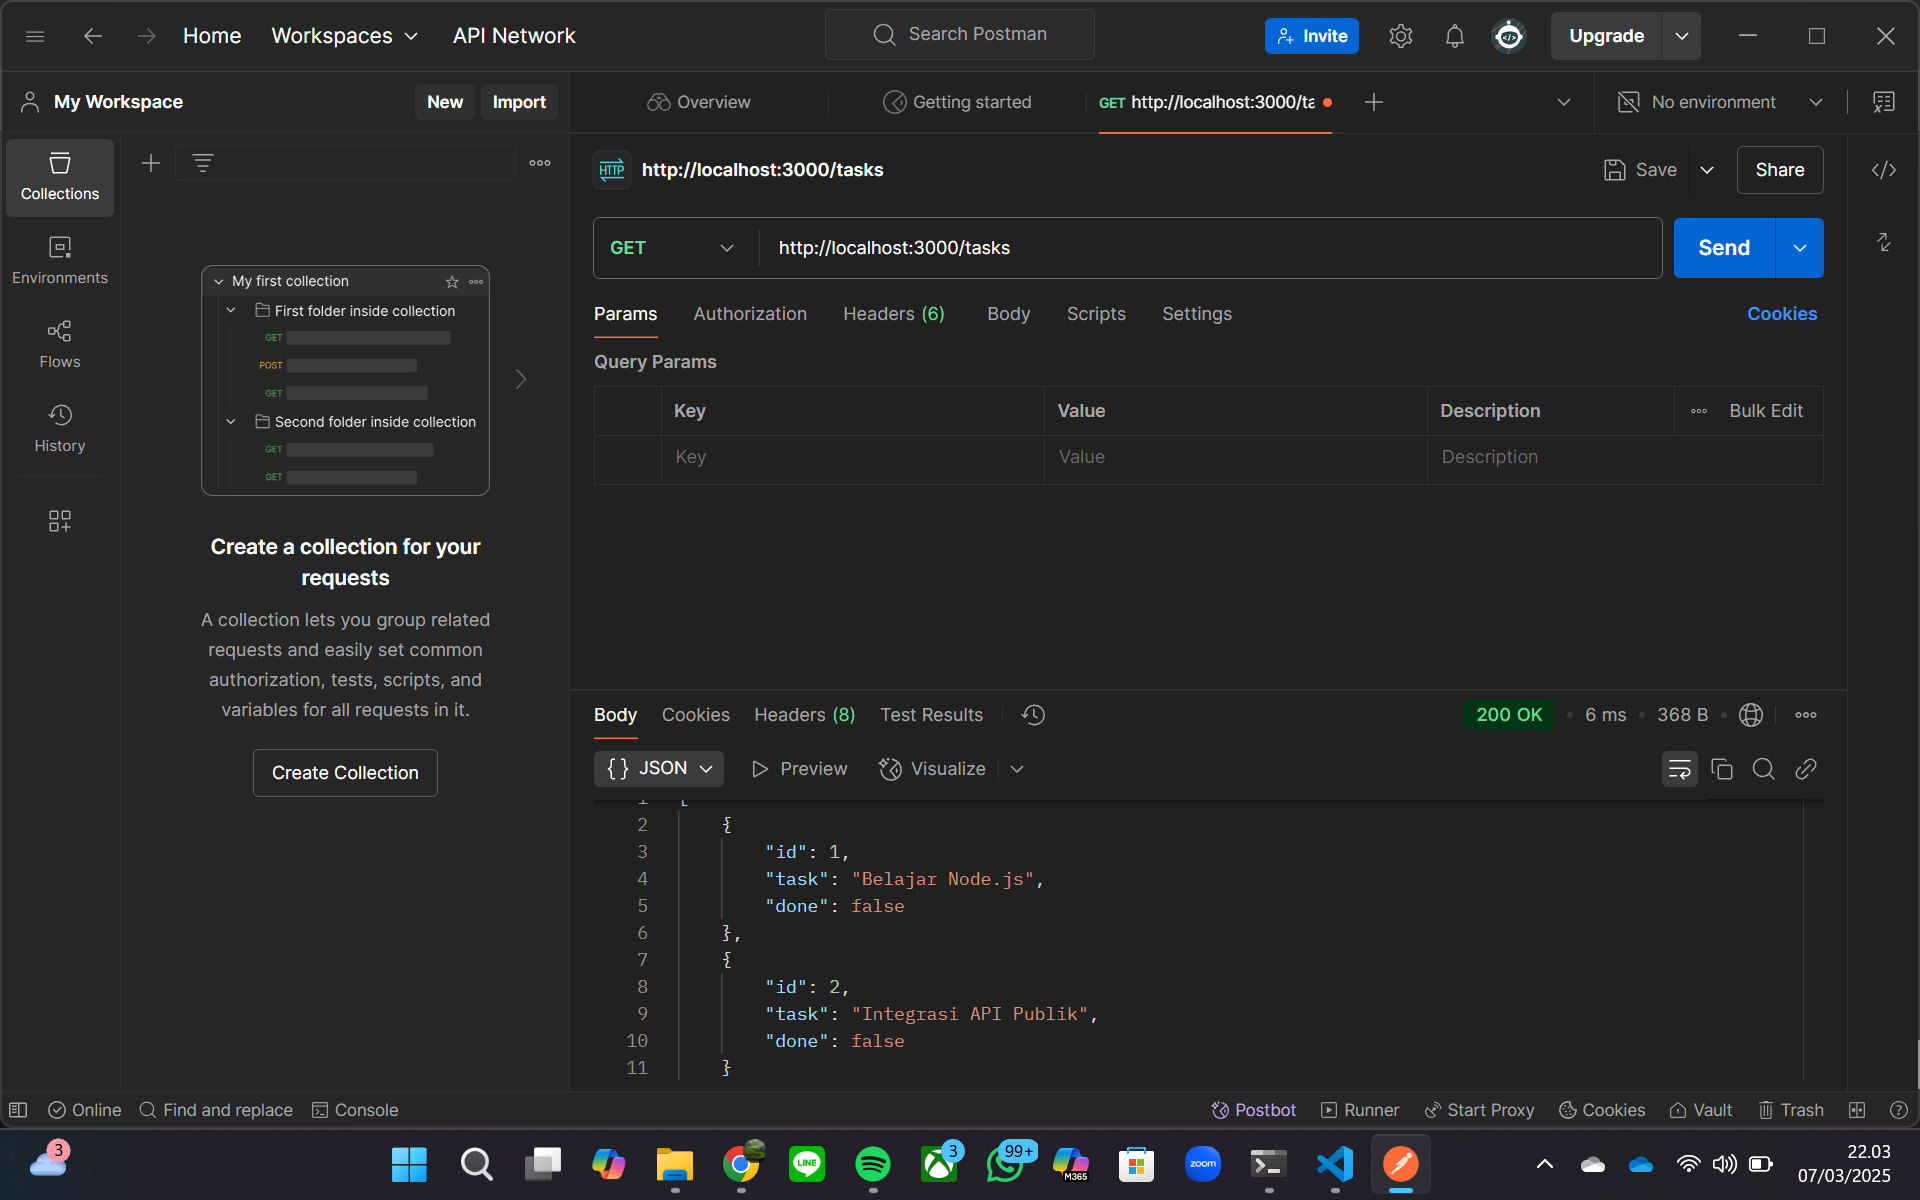 Home
Workspaces
API Network
Search Postman
Invite
Upgrade
My Workspace
New
Import
Overview
Getting started
GET http://localhost:3000/ta
No environment
Collections
Environments
Flows
History
My first collection
First folder inside collection
GET
POST
GET
Second folder inside collection
GET
GET
Create a collection for your
requests
A collection lets you group related
requests and easily set common
authorization, tests, scripts, and
variables for all requests in it.
Create Collection
HTTP
http://localhost:3000/tasks
Save
Share
GET
http://localhost:3000/tasks
Send
Params
Authorization
Headers (6)
Body
Scripts
Settings
Cookies
Query Params
Key
Value
Description
Bulk Edit
Key
Value
Description
Body
Cookies
Headers (8)
Test Results
200 OK
6 ms
368 B
{} JSON
Preview
Visualize
1 [
2 {
3 "id": 1,
4 "task": "Belajar Node.js",
5 "done": false
6 },
7 {
8 "id": 2,
9 "task": "Integrasi API Publik",
10 "done": false
11 }
Online
Find and replace
Console
Postbot
Runner
Start Proxy
Cookies
Vault
Trash
3
LINE
3
99+
M365
zoom
22.03
07/03/2025